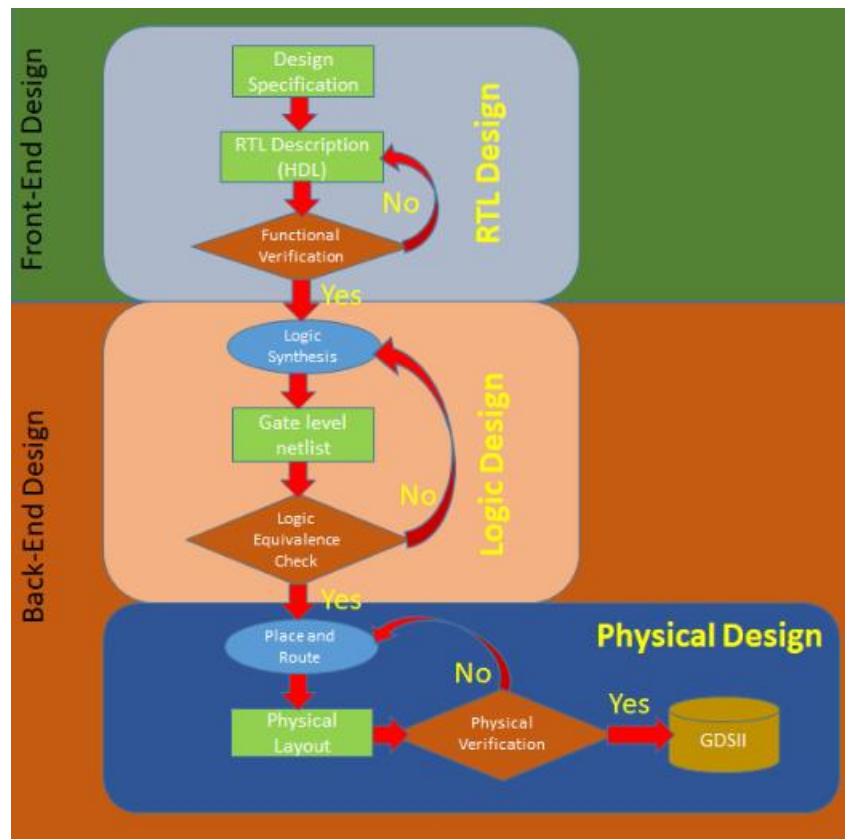 Front-End Design
Design
Specification
RTL Description
(HDL)
No
RTL Design
Functional
Verification
Yes
Back-End Design
Logic
Synthesis
Gate level
netlist
No
Logic Design
Logic
Equivalence
Check
Yes
Physical Design
Place and
Route
No
Physical
Layout
Physical
Verification
Yes
GDSII